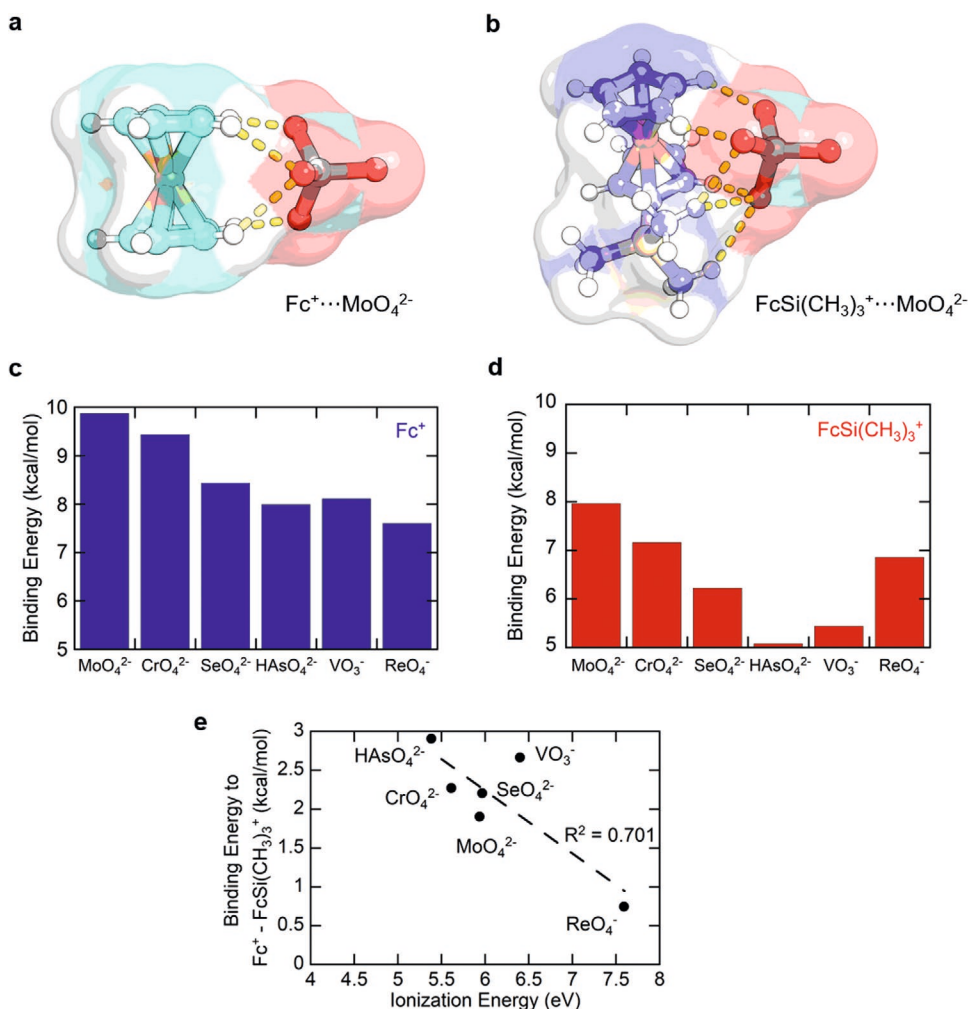 a
b
Fc⁺···MoO₄²⁻
FcSi(CH₃)₃⁺···MoO₄²⁻
c
Binding Energy (kcal/mol)
10
9
8
7
6
5
Fc⁺
MoO₄²⁻ CrO₄²⁻ SeO₄²⁻ HAsO₄²⁻ VO₃⁻ ReO₄⁻
d
Binding Energy (kcal/mol)
10
9
8
7
6
5
FcSi(CH₃)₃⁺
MoO₄²⁻ CrO₄²⁻ SeO₄²⁻ HAsO₄²⁻ VO₃⁻ ReO₄⁻
e
Binding Energy to
Fc⁺ - FcSi(CH₃)₃⁺ (kcal/mol)
3
2.5
2
1.5
1
0.5
0
HAsO₄²⁻
VO₃⁻
CrO₄²⁻
SeO₄²⁻
MoO₄²⁻
R² = 0.701
ReO₄⁻
4 4.5 5 5.5 6 6.5 7 7.5 8
Ionization Energy (eV)